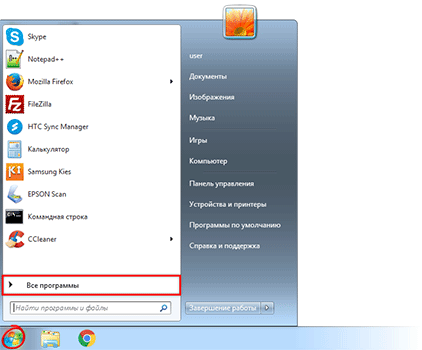 Skype
Notepad++
Mozilla Firefox
FileZilla
HTC Sync Manager
Калькулятор
Samsung Kies
EPSON Scan
Командная строка
CCleaner
Все программы
Найти программы и файлы
user
Документы
Изображения
Музыка
Игры
Компьютер
Панель управления
Устройства и принтеры
Программы по умолчанию
Справка и поддержка
Завершение работы